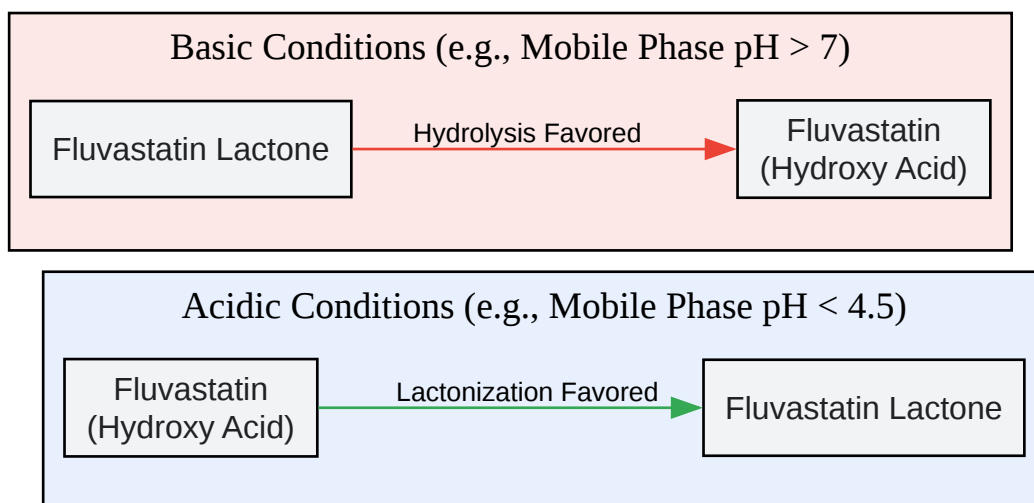 Basic Conditions (e.g., Mobile Phase pH > 7)
Fluvastatin Lactone
Hydrolysis Favored
Fluvastatin
(Hydroxy Acid)
Acidic Conditions (e.g., Mobile Phase pH < 4.5)
Fluvastatin
(Hydroxy Acid)
Lactonization Favored
Fluvastatin Lactone